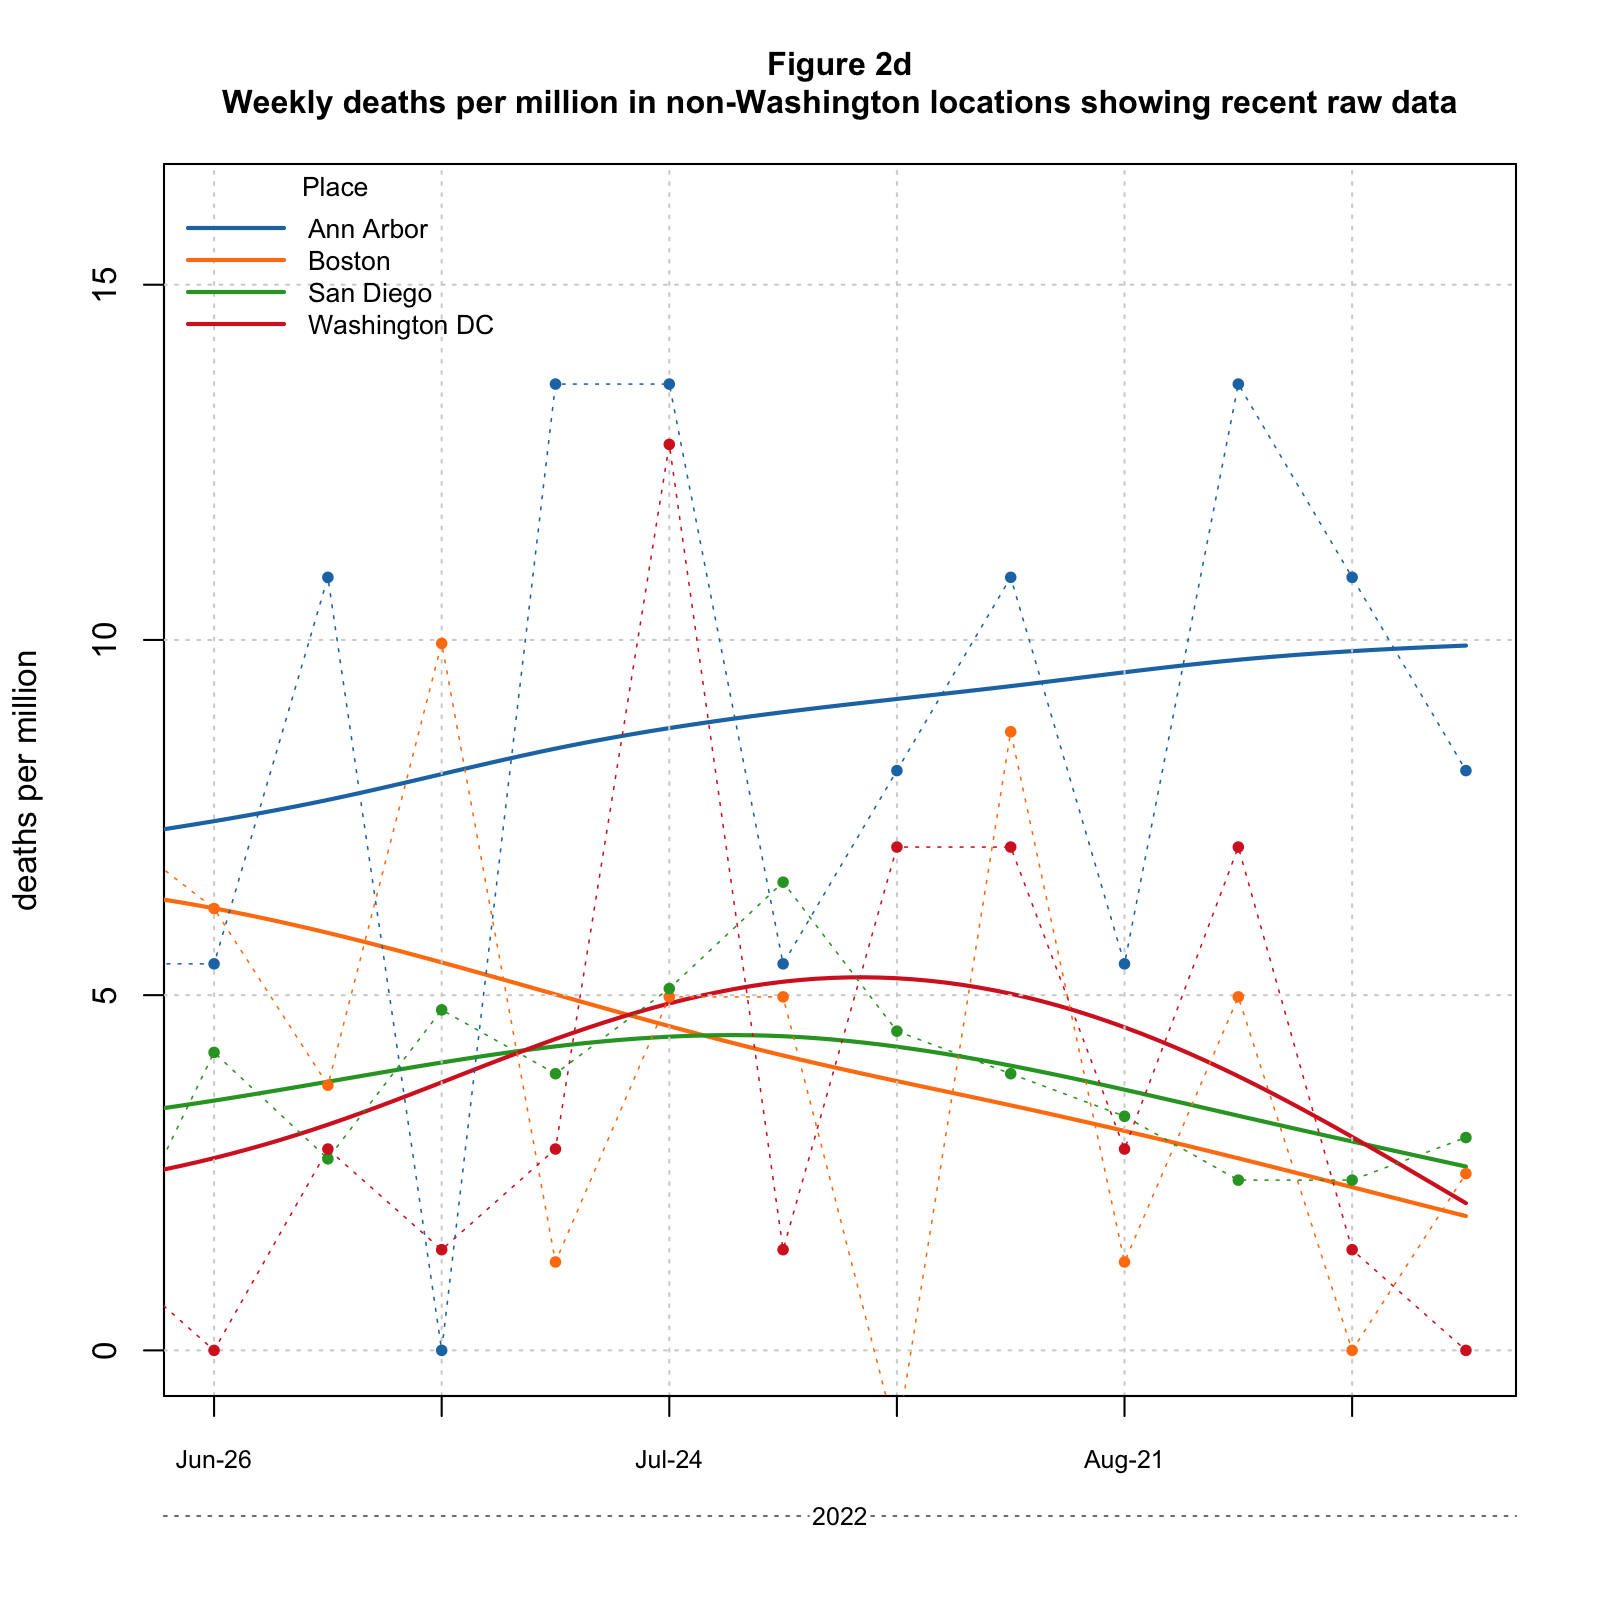 Figure 2d
Weekly deaths per million in non-Washington locations showing recent raw data
Place
Ann Arbor
Boston
San Diego
Washington DC
deaths per million
15
10
5
0
Jun-26
Jul-24
Aug-21
2022